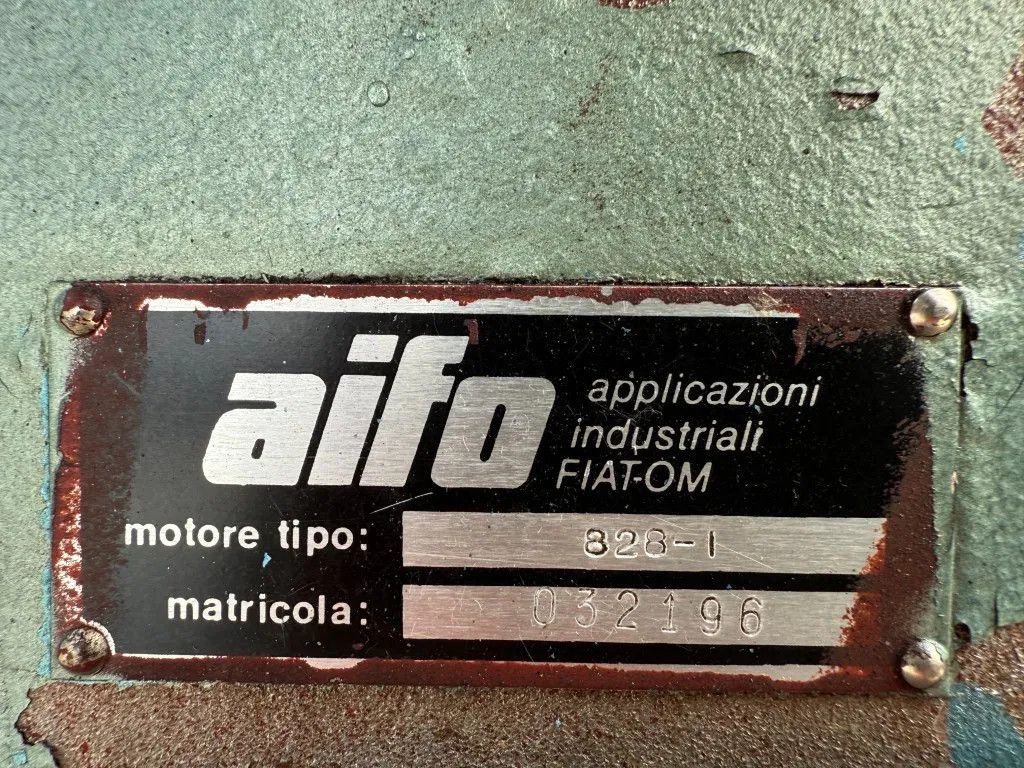 aifo
applicazioni
industriali
FIAT-OM
motore tipo: 828-I
matricola: 032196